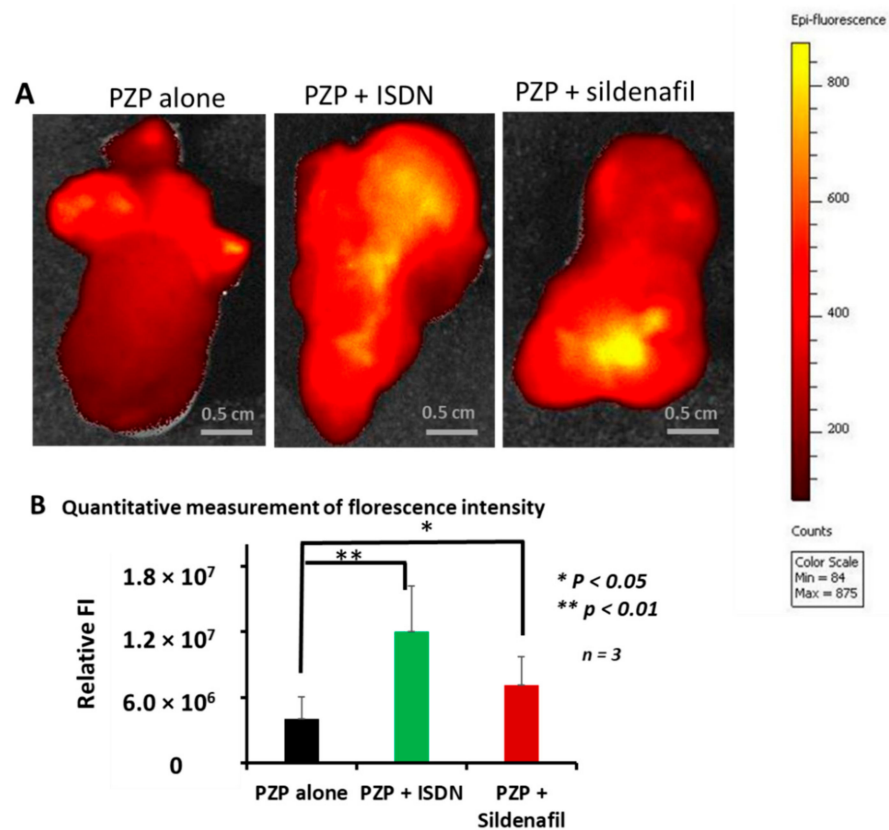 Epi-fluorescence
A
PZP alone
PZP + ISDN
PZP + sildenafil
800
600
400
200
0.5 cm
0.5 cm
0.5 cm
Counts
Color Scale
Min = 84
Max = 875
B Quantitative measurement of florescence intensity
*
**
1.8 × 10⁷
1.2 × 10⁷
6.0 × 10⁶
0
Relative FI
* P < 0.05
** p < 0.01
n = 3
PZP alone
PZP + ISDN
PZP +
Sildenafil